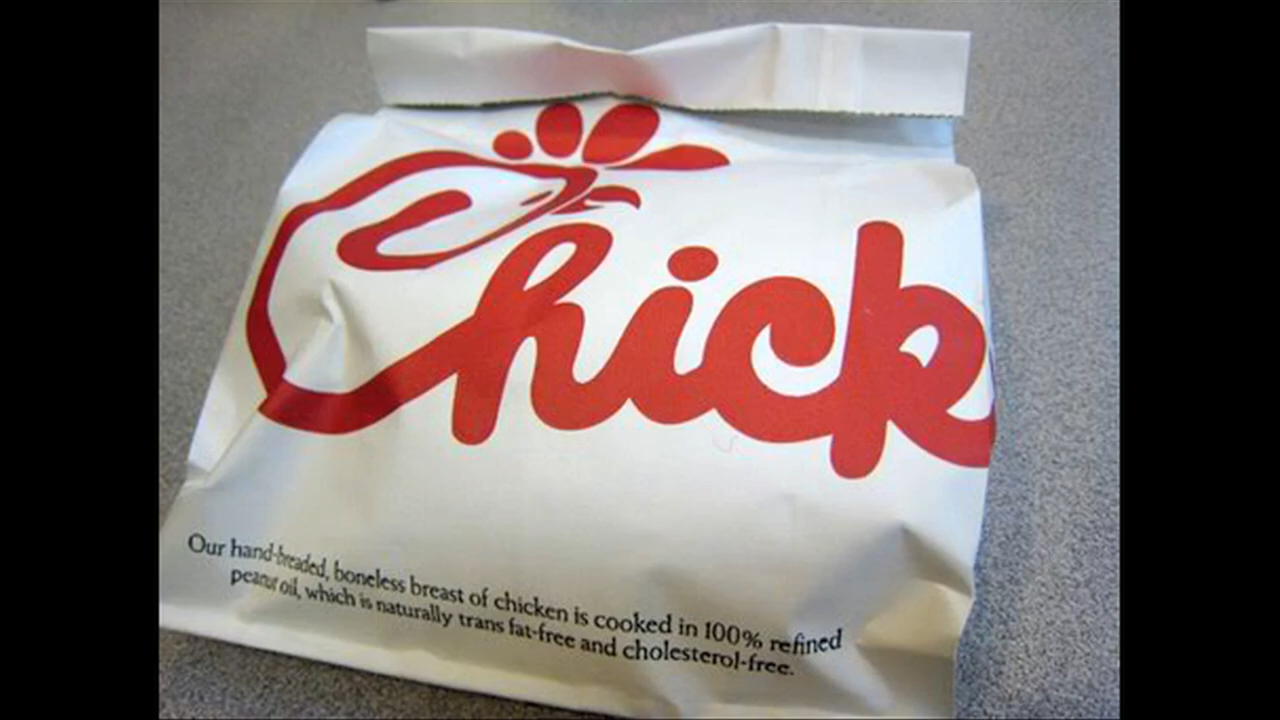 Chick
Our hand-breaded, boneless breast of chicken is cooked in 100% refined
peanut oil, which is naturally trans fat-free and cholesterol-free.